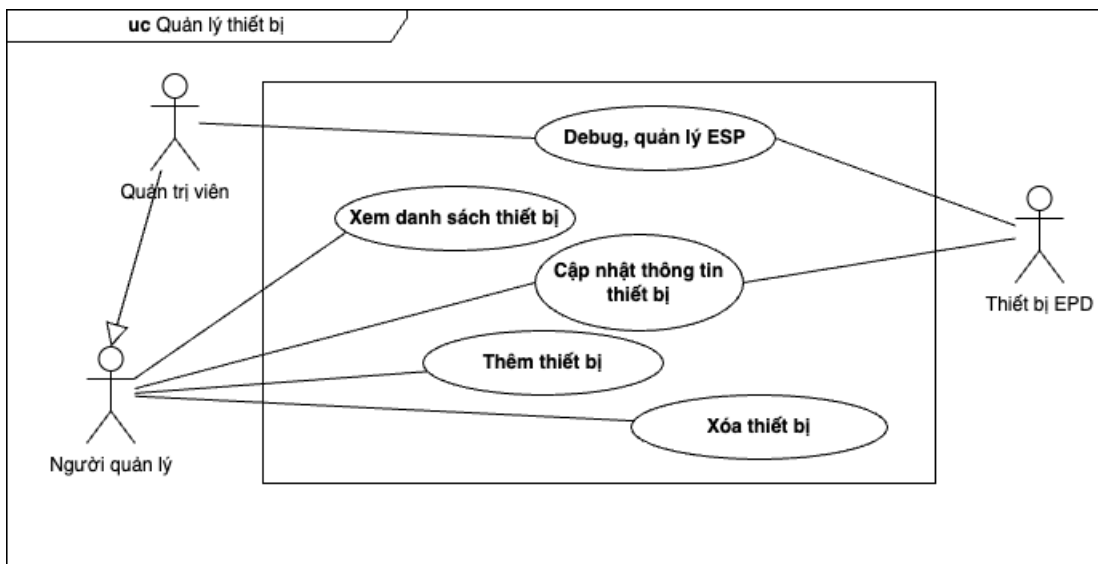 uc Quản lý thiết bị
Debug, quản lý ESP
Quản trị viên
Xem danh sách thiết bị
Cập nhật thông tin
thiết bị
Thiết bị EPD
Thêm thiết bị
Xóa thiết bị
Người quản lý